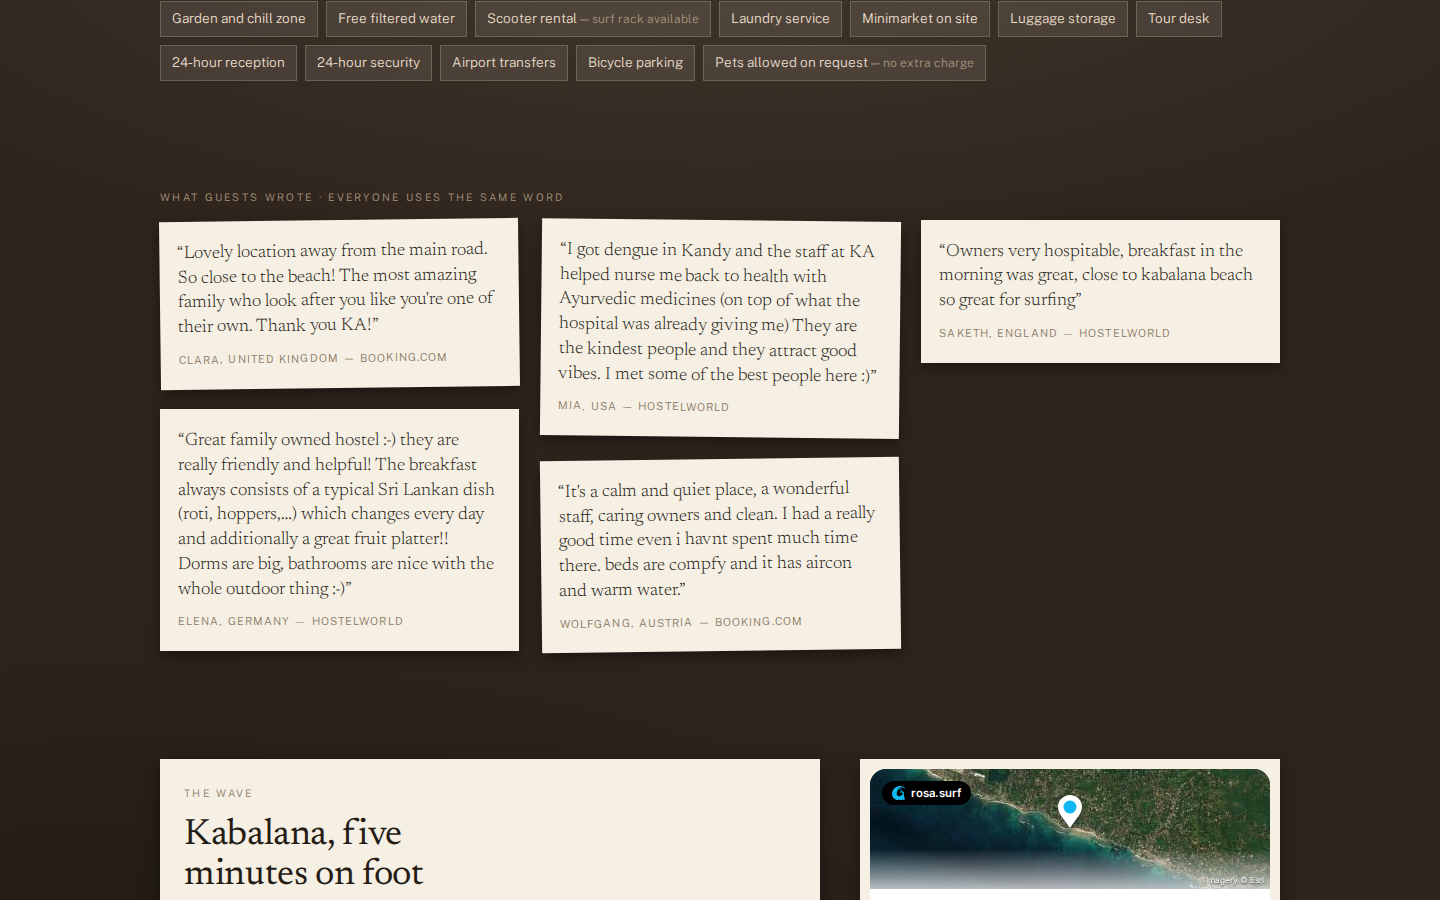 Garden and chill zone
Free filtered water
Scooter rental — surf rack available
Laundry service
Minimarket on site
Luggage storage
Tour desk
24-hour reception
24-hour security
Airport transfers
Bicycle parking
Pets allowed on request — no extra charge
WHAT GUESTS WROTE · EVERYONE USES THE SAME WORD
“Lovely location away from the main road.
So close to the beach! The most amazing
family who look after you like you're one of
their own. Thank you KA!”
CLARA, UNITED KINGDOM — BOOKING.COM
“Great family owned hostel :-) they are
really friendly and helpful! The breakfast
always consists of a typical Sri Lankan dish
(roti, hoppers,...) which changes every day
and additionally a great fruit platter!!
Dorms are big, bathrooms are nice with the
whole outdoor thing :-)”
ELENA, GERMANY — HOSTELWORLD
“I got dengue in Kandy and the staff at KA
helped nurse me back to health with
Ayurvedic medicines (on top of what the
hospital was already giving me) They are
the kindest people and they attract good
vibes. I met some of the best people here :)”
MIA, USA — HOSTELWORLD
“It's a calm and quiet place, a wonderful
staff, caring owners and clean. I had a really
good time even i havnt spent much time
there. beds are compfy and it has aircon
and warm water.”
WOLFGANG, AUSTRIA — BOOKING.COM
“Owners very hospitable, breakfast in the
morning was great, close to kabalana beach
so great for surfing”
SAKETH, ENGLAND — HOSTELWORLD
THE WAVE
Kabalana, five
minutes on foot
rosa.surf
Imagery © Esri